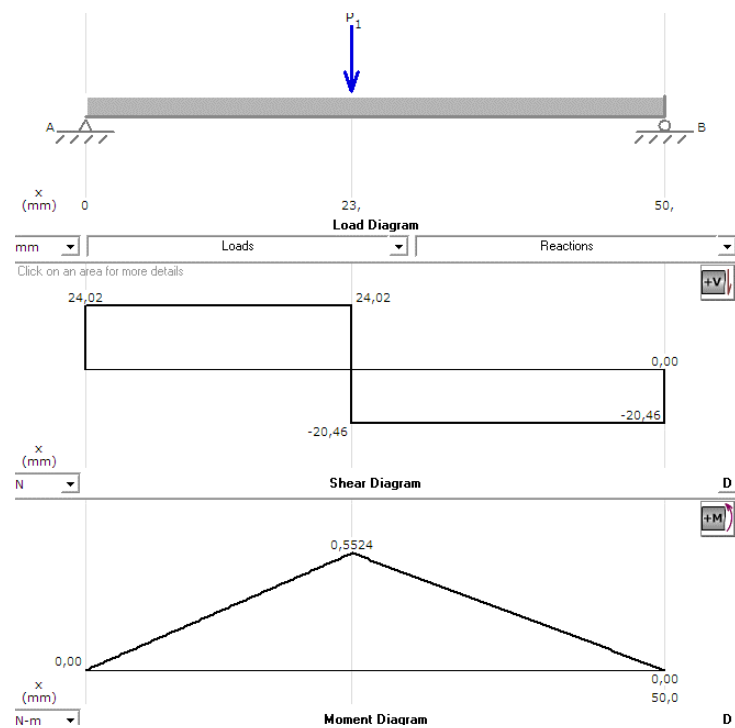 P1
A
B
x
(mm)
0
23,
50,
Load Diagram
mm
Loads
Reactions
Click on an area for more details
+V
24,02
24,02
0,00
-20,46
-20,46
x
(mm)
N
Shear Diagram
D
+M
0,5524
0,00
0,00
x
(mm)
50,0
N-m
Moment Diagram
D